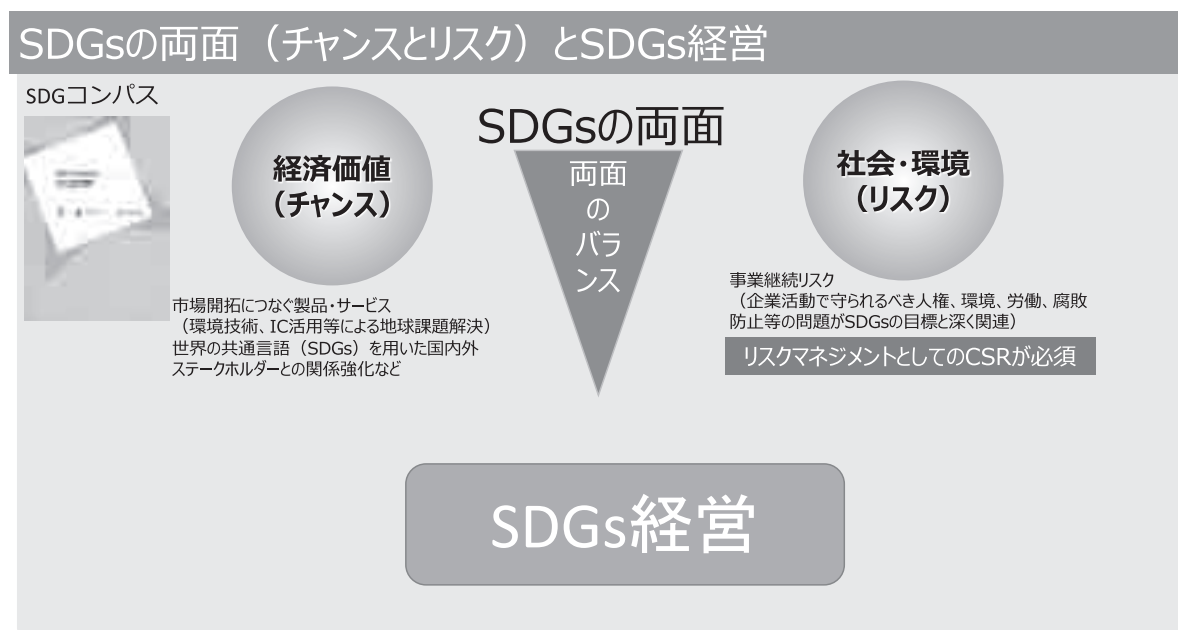 SDGsの両面（チャンスとリスク）とSDGs経営
SDGコンパス
経済価値
（チャンス）
市場開拓につなぐ製品・サービス
（環境技術、IC活用等による地球課題解決）
世界の共通言語（SDGs）を用いた国内外
ステークホルダーとの関係強化など
SDGsの両面
両面
の
バラ
ンス
社会・環境
（リスク）
事業継続リスク
（企業活動で守られるべき人権、環境、労働、腐敗
防止等の問題がSDGsの目標と深く関連）
リスクマネジメントとしてのCSRが必須
SDGs経営